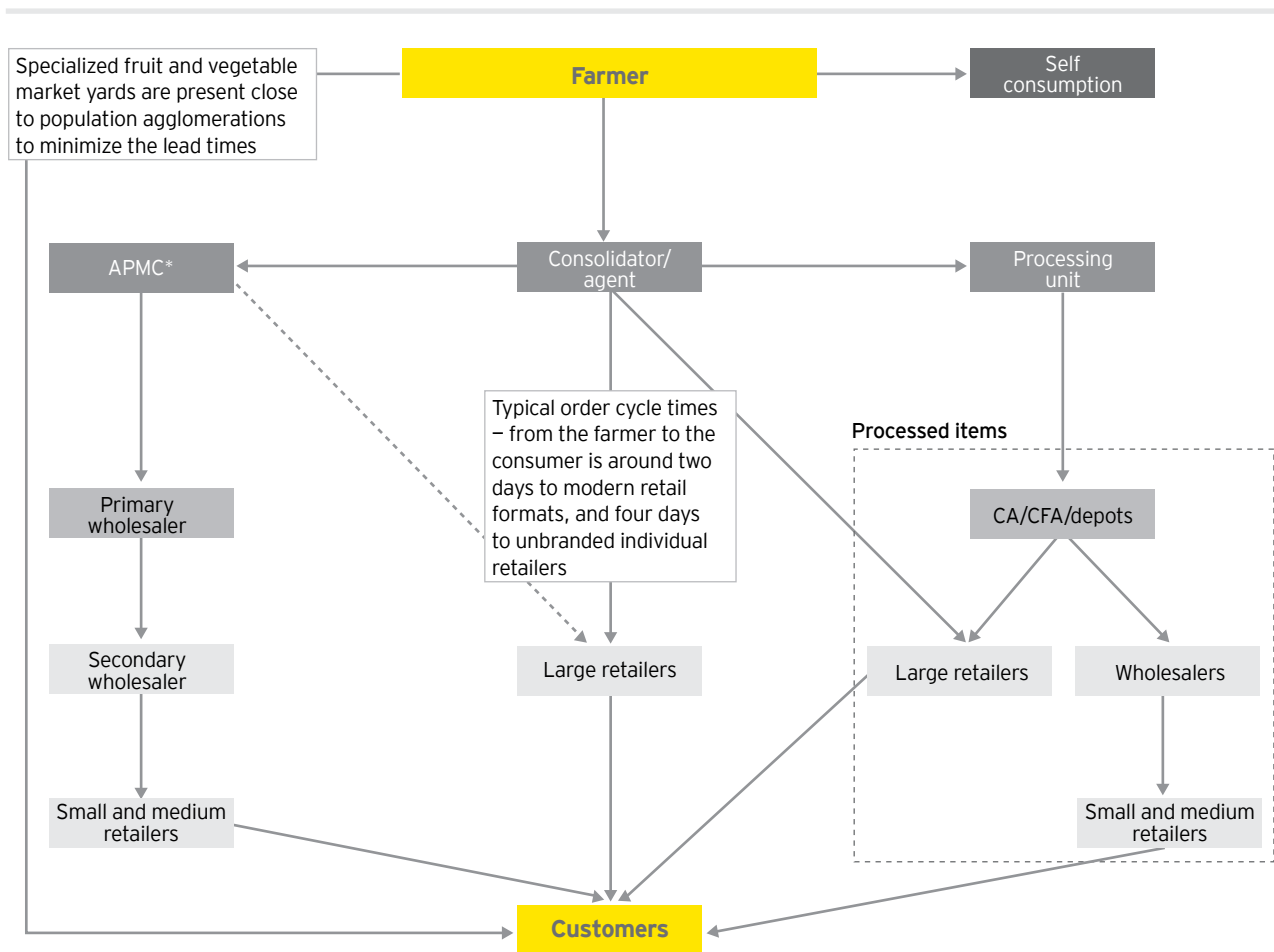 Specialized fruit and vegetable
market yards are present close
to population agglomerations
to minimize the lead times
Farmer
Self
consumption
APMC*
Consolidator/
agent
Processing
unit
Typical order cycle times
– from the farmer to the
consumer is around two
days to modern retail
formats, and four days
to unbranded individual
retailers
Processed items
Primary
wholesaler
CA/CFA/depots
Secondary
wholesaler
Large retailers
Large retailers
Wholesalers
Small and medium
retailers
Small and medium
retailers
Customers